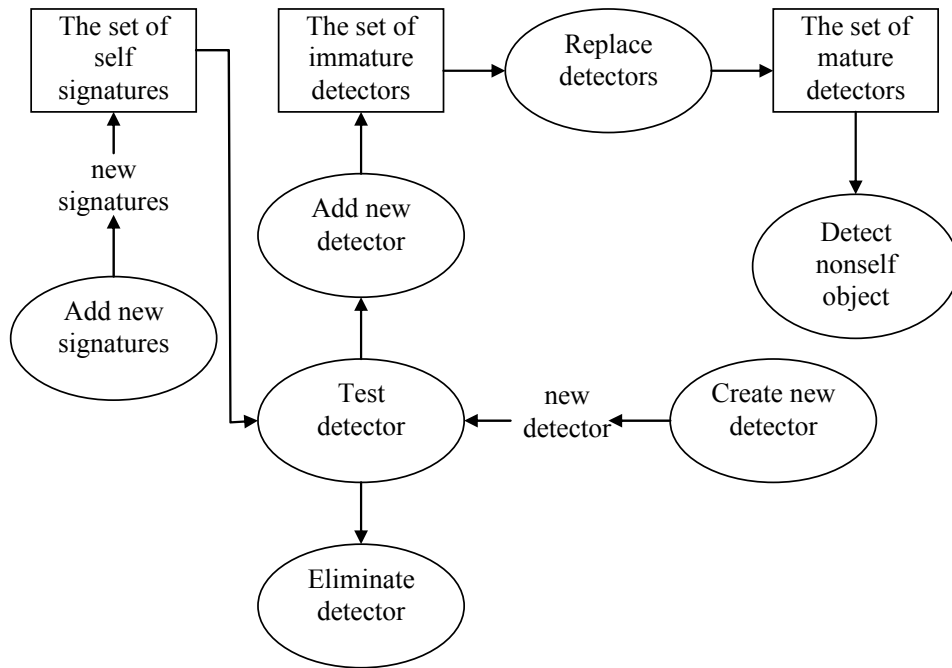 The set of
self
signatures
The set of
immature
detectors
Replace
detectors
The set of
mature
detectors
new
signatures
Add new
detector
Detect
nonself
object
Add new
signatures
Test
detector
new
detector
Create new
detector
Eliminate
detector